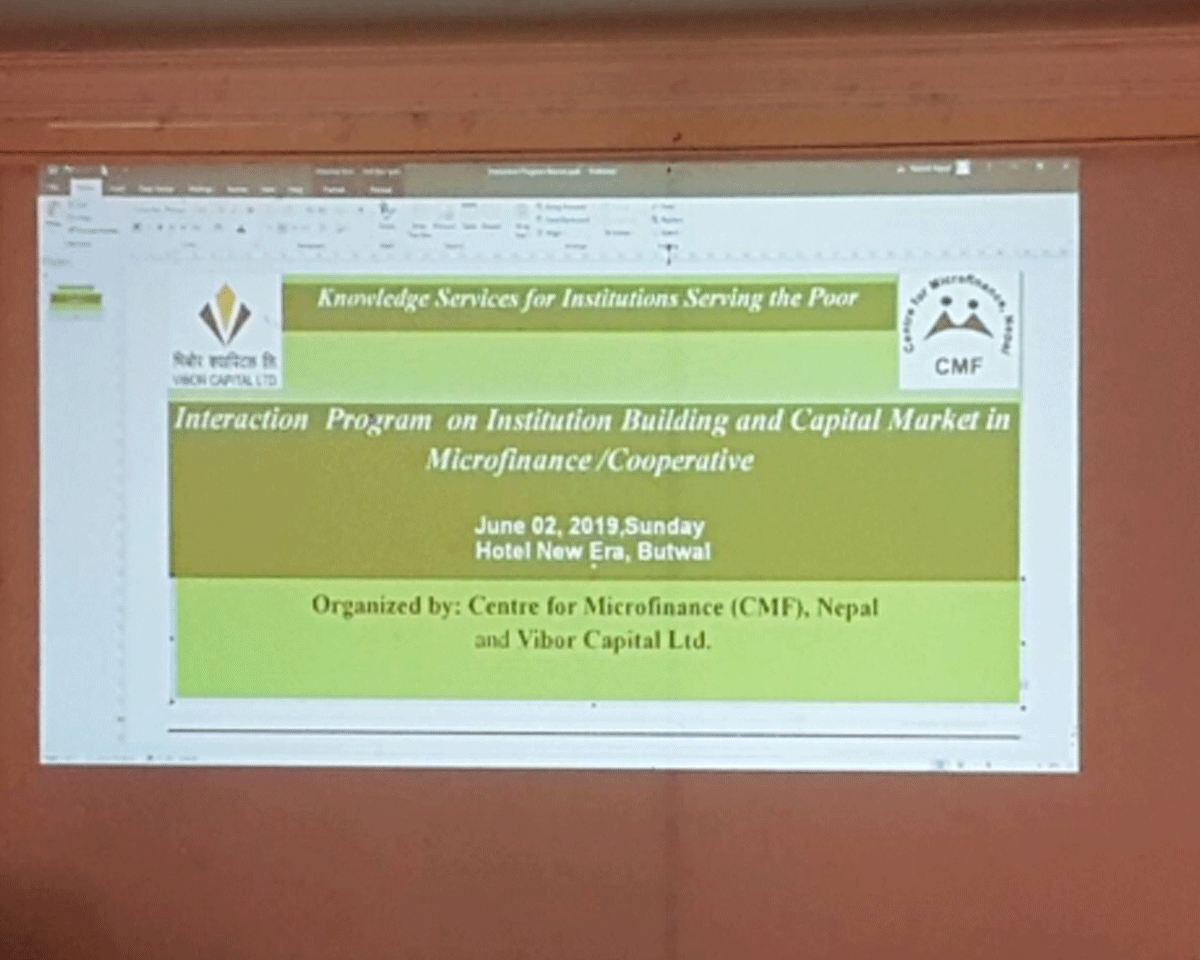 Knowledge Services for Institutions Serving the Poor
विबोर क्यापिटल लि.
VIBOR CAPITAL LTD
Centre for Microfinance, Nepal
CMF
Interaction Program on Institution Building and Capital Market in
Microfinance /Cooperative
June 02, 2019,Sunday
Hotel New Era, Butwal
Organized by: Centre for Microfinance (CMF), Nepal
and Vibor Capital Ltd.